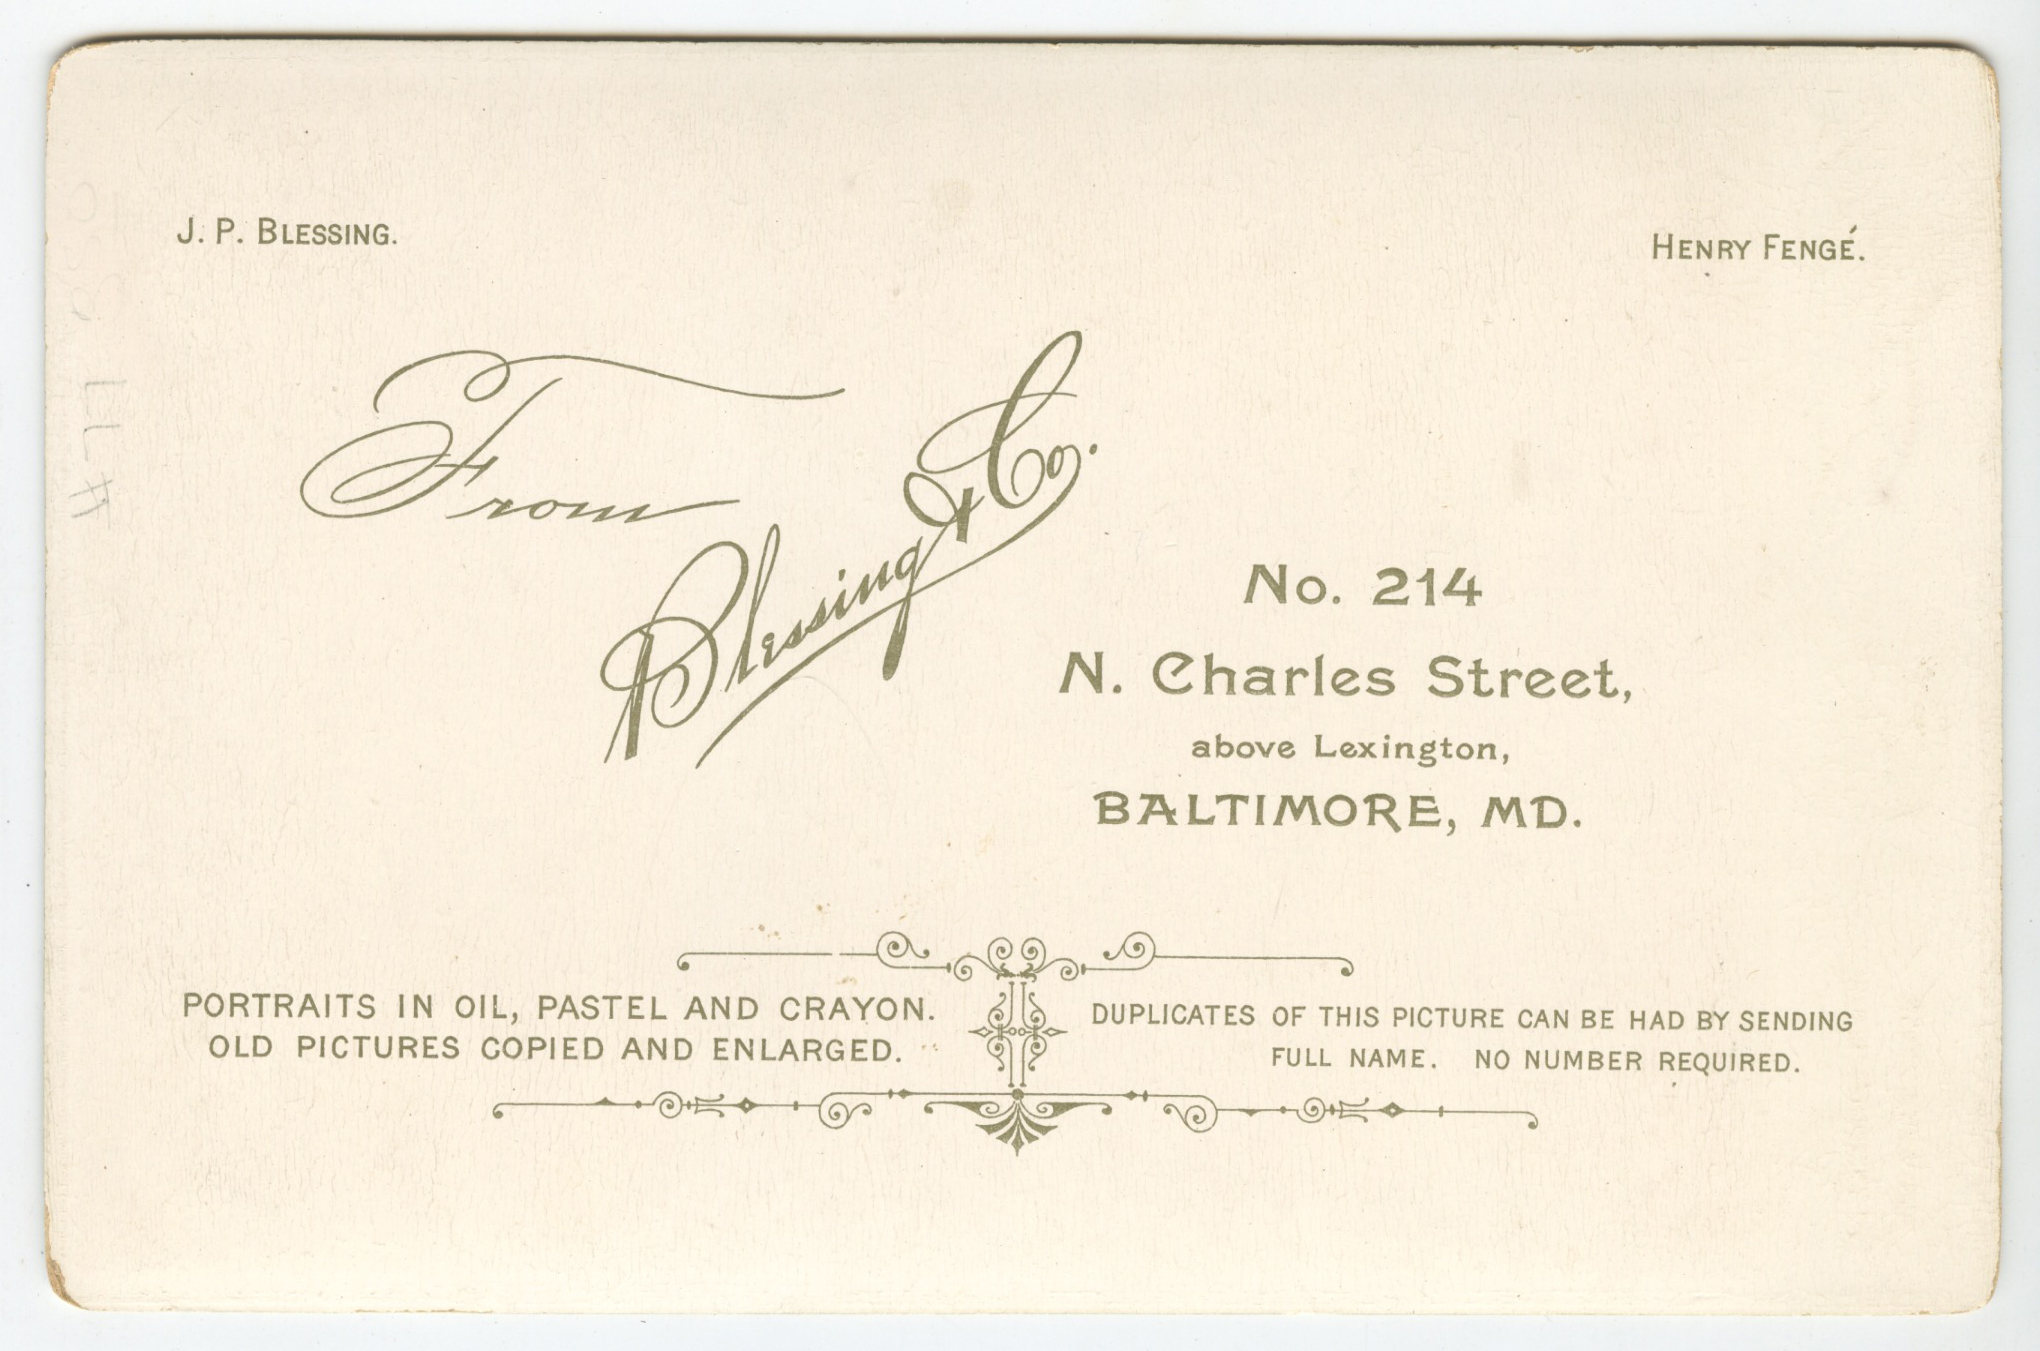 J. P. BLESSING.
HENRY FENGÉ.
From
Blessing & Co.
No. 214
N. Charles Street,
above Lexington,
BALTIMORE, MD.
PORTRAITS IN OIL, PASTEL AND CRAYON.
OLD PICTURES COPIED AND ENLARGED.
DUPLICATES OF THIS PICTURE CAN BE HAD BY SENDING
FULL NAME. NO NUMBER REQUIRED.